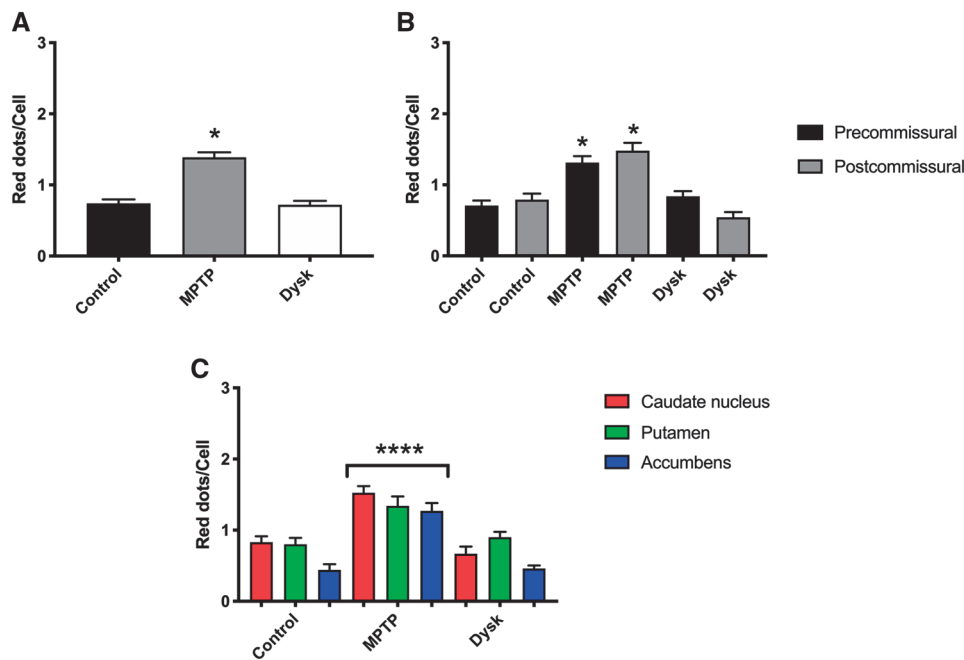 A
Red dots/Cell
3
2
1
0
*
Control
MPTP
Dysk
B
Red dots/Cell
3
2
1
0
*
*
Control
Control
MPTP
MPTP
Dysk
Dysk
Precommissural
Postcommissural
C
Red dots/Cell
3
2
1
0
****
Control
MPTP
Dysk
Caudate nucleus
Putamen
Accumbens